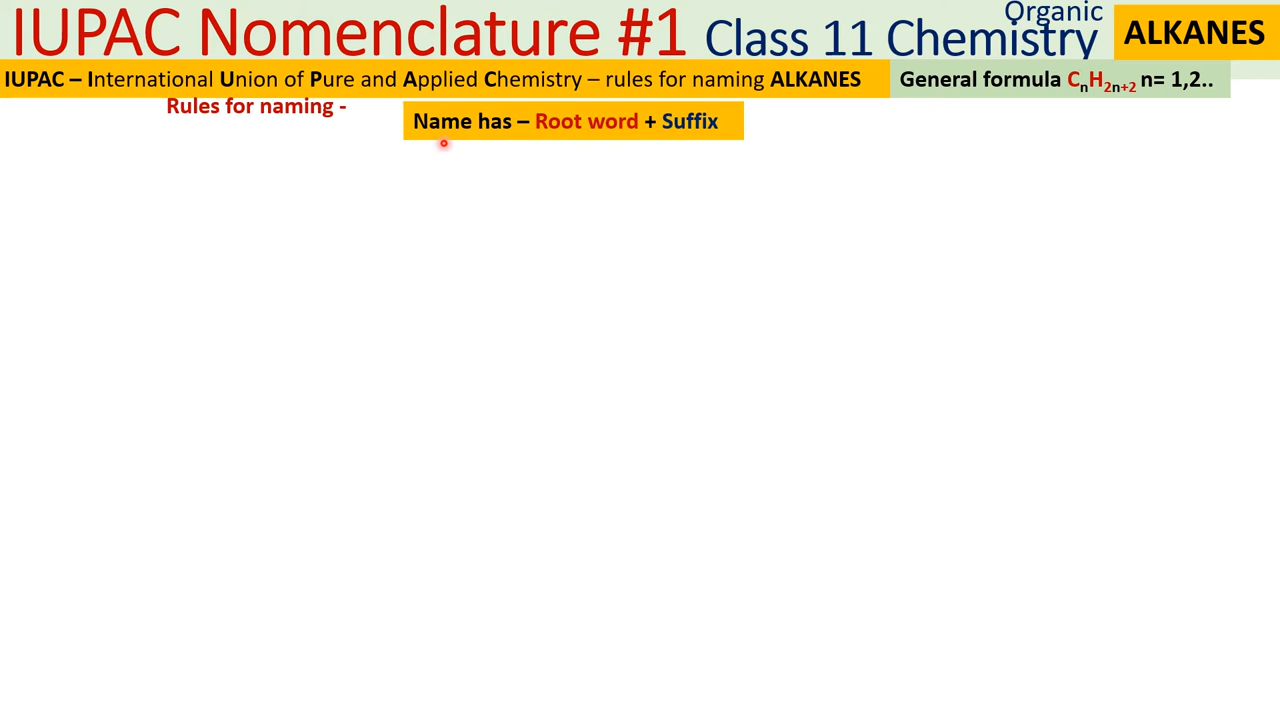 IUPAC Nomenclature #1 Class 11 Chemistry
Organic
ALKANES
IUPAC – International Union of Pure and Applied Chemistry – rules for naming ALKANES
General formula CnH2n+2 n= 1,2..
Rules for naming -
Name has – Root word + Suffix